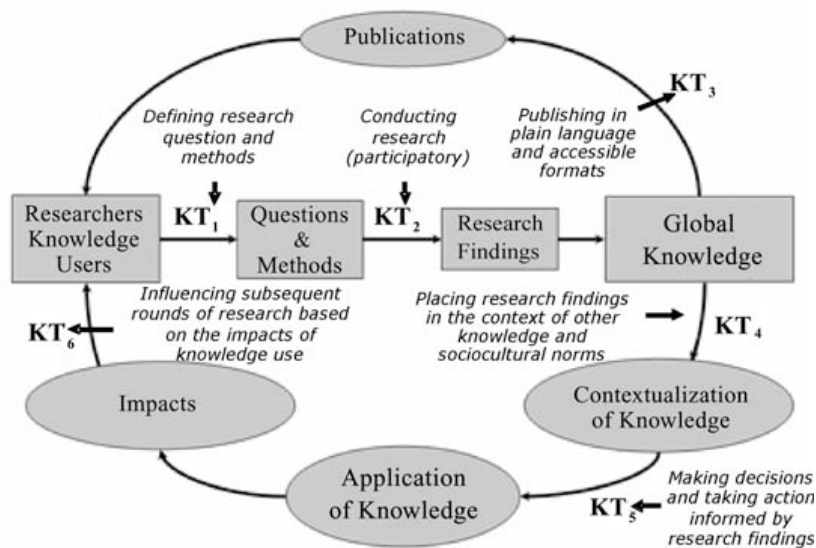 Publications
KT3
Defining research
question and
methods
Conducting
research
(participatory)
Publishing in
plain language
and accessible
formats
Researchers
Knowledge
Users
KT1
Questions
&
Methods
KT2
Research
Findings
Global
Knowledge
Influencing subsequent
rounds of research based
on the impacts of
knowledge use
KT6
Placing research findings
in the context of other
knowledge and
sociocultural norms
KT4
Impacts
Contextualization
of Knowledge
Application
of Knowledge
KT5
Making decisions
and taking action
informed by
research findings